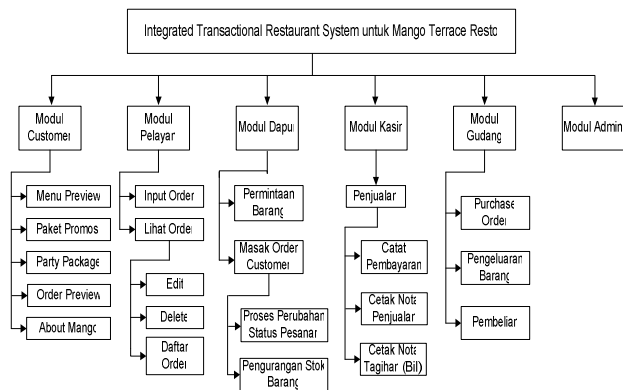 Integrated Transactional Restaurant System untuk Mango Terrace Resto
Modul
Customer
Modul
Pelayan
Modul Dapur
Modul Kasir
Modul
Gudang
Modul Admin
Menu Preview
Paket Promosi
Party Package
Order Preview
About Mango
Input Order
Lihat Order
Edit
Delete
Daftar
Order
Permintaan
Barang
Masak Order
Customer
Proses Perubahan
Status Pesanan
Pengurangan Stok
Barang
Penjualan
Catat
Pembayaran
Cetak Nota
Penjualan
Cetak Nota
Tagihan (Bill)
Purchase
Order
Pengeluaran
Barang
Pembelian